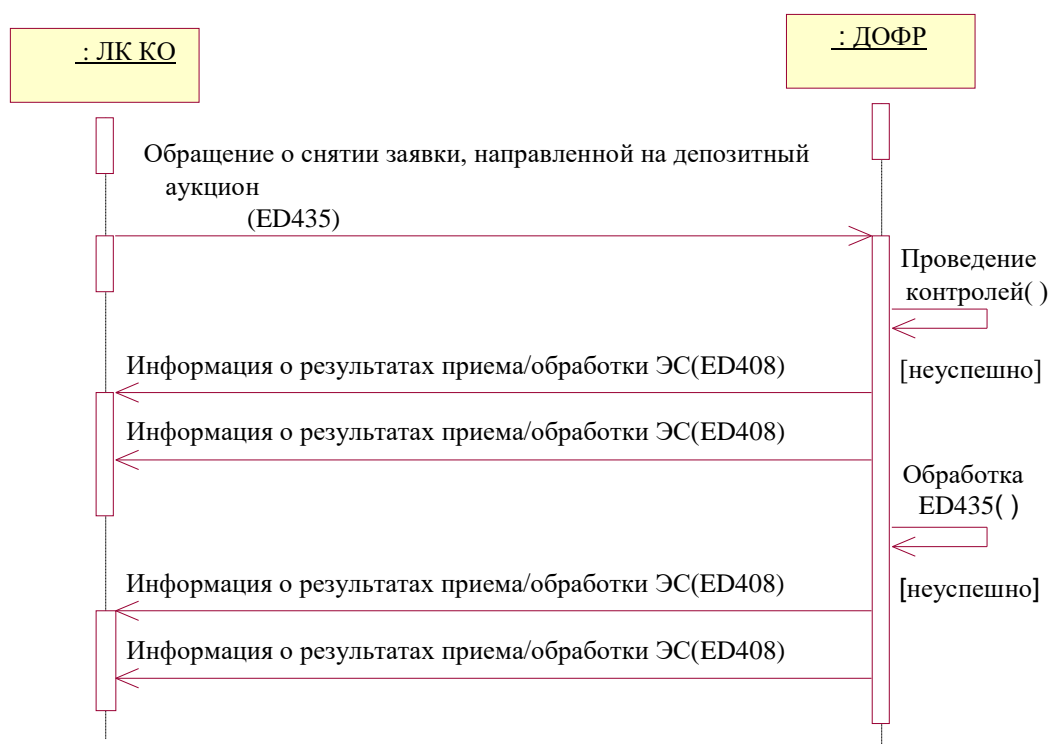 : ЛК КО
: ДОФР
Обращение о снятии заявки, направленной на депозитный
аукцион
(ED435)
Проведение
контролей( )
Информация о результатах приема/обработки ЭС(ED408)
[неуспешно]
Информация о результатах приема/обработки ЭС(ED408)
Обработка
ED435( )
Информация о результатах приема/обработки ЭС(ED408)
[неуспешно]
Информация о результатах приема/обработки ЭС(ED408)